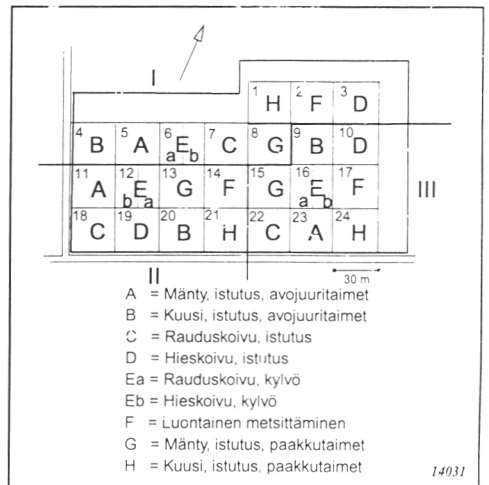 I
1 H 2 F 3 D
4 B 5 A 6 E a b 7 C 8 G 9 B 10 D
11 A 12 E b a 13 G 14 F 15 G 16 E a b 17 F
III
18 C 19 D 20 B 21 H 22 C 23 A 24 H
II
30 m
A = Mänty, istutus, avojuuritaimet
B = Kuusi, istutus, avojuuritaimet
C = Rauduskoivu, istutus
D = Hieskoivu, istutus
Ea = Rauduskoivu, kylvö
Eb = Hieskoivu, kylvö
F = Luontainen metsittäminen
G = Mänty, istutus, paakkutaimet
H = Kuusi, istutus, paakkutaimet
14031